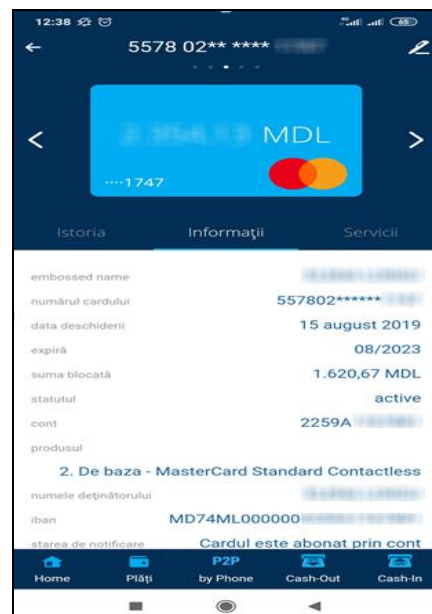 12:38
65
5578 02** ****
MDL
····1747
Istoria Informaţii Servicii
embossed name
numărul cardului 557802******
data deschiderii 15 august 2019
expiră 08/2023
suma blocată 1.620,67 MDL
statutul active
cont 2259A
produsul
2. De baza - MasterCard Standard Contactless
numele deţinătorului
iban MD74ML000000
starea de notificare Cardul este abonat prin cont
Home Plăţi P2P by Phone Cash-Out Cash-In